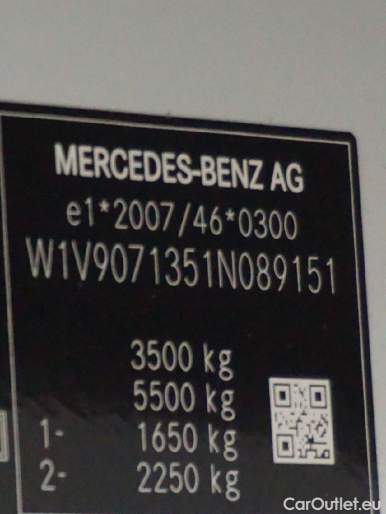 MERCEDES-BENZ AG
e1*2007/46*0300
W1V9071351N089151
3500 kg
5500 kg
1- 1650 kg
2- 2250 kg
CarOutlet.eu